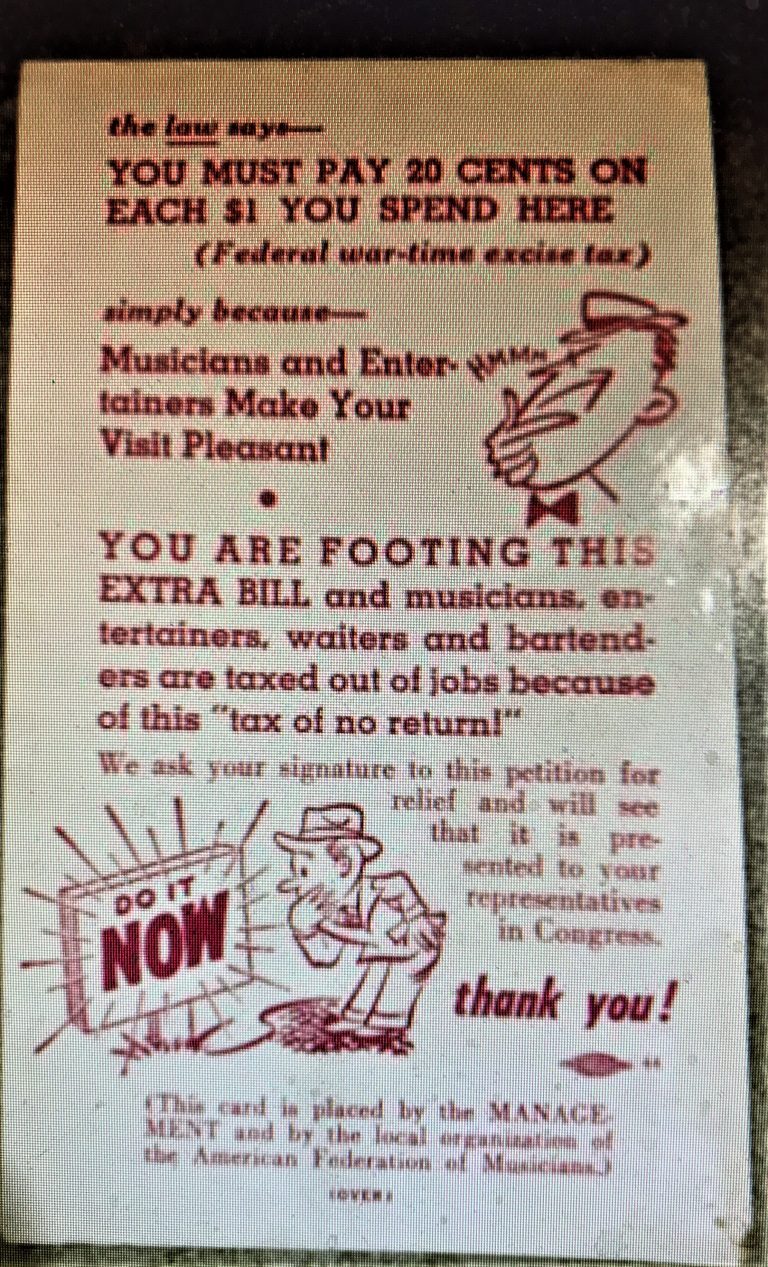 the law says—
YOU MUST PAY 20 CENTS ON
EACH $1 YOU SPEND HERE
(Federal war-time excise tax)
simply because—
Musicians and Enter-
HMMM
tainers Make Your
Visit Pleasant
YOU ARE FOOTING THIS
EXTRA BILL and musicians, en-
tertainers, waiters and bartend-
ers are taxed out of jobs because
of this "tax of no return!"
We ask your signature to this petition for
relief and will see
that it is pre-
sented to your
representatives
in Congress.
DO IT
NOW
thank you!
(This card is placed by the MANAGE-
MENT and by the local organization of
the American Federation of Musicians.)
(OVER)